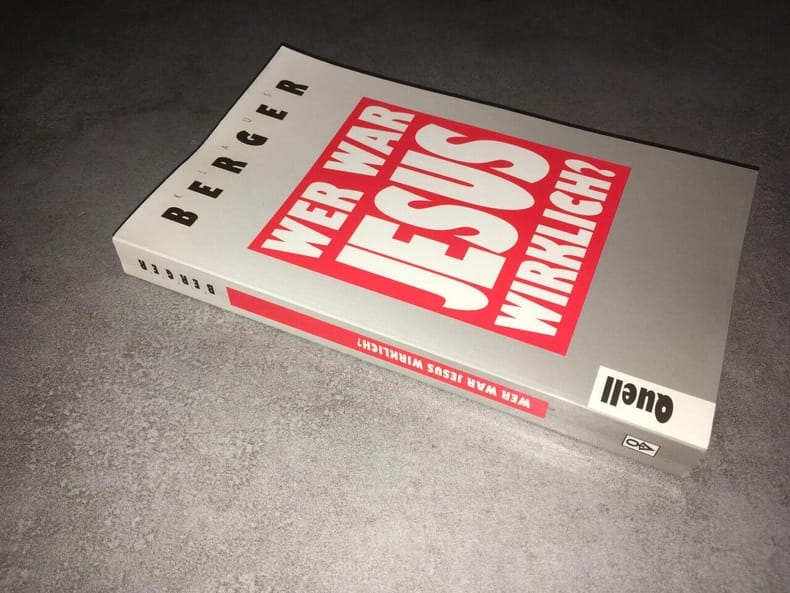 KLAUS
BERGER
WER WAR
JESUS
WIRKLICH?
Quell
BERGER
WER WAR JESUS WIRKLICH?